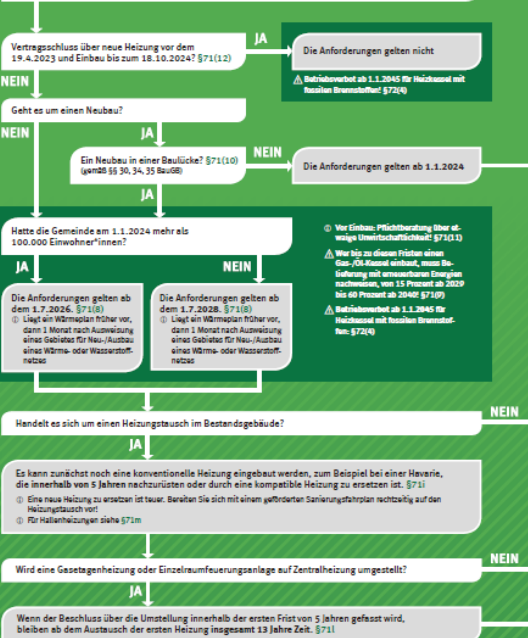 Vertragsschluss über neue Heizung vor dem
19.4.2023 und Einbau bis zum 18.10.2024? §71(12)
JA
Die Anforderungen gelten nicht
⚠ Betriebsverbot ab 1.1.2045 für Heizkessel mit
fossilen Brennstoffen! §72(4)
NEIN
Geht es um einen Neubau?
NEIN
JA
Ein Neubau in einer Baulücke? §71(10)
(gemäß §§ 30, 34, 35 BauGB)
NEIN
Die Anforderungen gelten ab 1.1.2024
JA
Hatte die Gemeinde am 1.1.2024 mehr als
100.000 Einwohner*innen?
JA
NEIN
Die Anforderungen gelten ab
dem 1.7.2026. §71(8)
ⓘ Liegt ein Wärmeplan früher vor,
dann 1 Monat nach Ausweisung
eines Gebietes für Neu-/Ausbau
eines Wärme- oder Wasserstoff-
netzes
Die Anforderungen gelten ab
dem 1.7.2028. §71(8)
ⓘ Liegt ein Wärmeplan früher vor,
dann 1 Monat nach Ausweisung
eines Gebietes für Neu-/Ausbau
eines Wärme- oder Wasserstoff-
netzes
ⓘ Vor Einbau: Pflichtberatung über et-
waige Unwirtschaftlichkeit! §71(11)
⚠ Wer bis zu diesen Fristen einen
Gas-/Öl-Kessel einbaut, muss Be-
lieferung mit erneuerbaren Energien
nachweisen, von 15 Prozent ab 2029
bis 60 Prozent ab 2040! §71(9)
⚠ Betriebsverbot ab 1.1.2045 für
Heizkessel mit fossilen Brennstof-
fen: §72(4)
Handelt es sich um einen Heizungstausch im Bestandsgebäude?
NEIN
JA
Es kann zunächst noch eine konventionelle Heizung eingebaut werden, zum Beispiel bei einer Havarie,
die innerhalb von 5 Jahren nachzurüsten oder durch eine kompatible Heizung zu ersetzen ist. §71i
ⓘ Eine neue Heizung zu ersetzen ist teuer. Bereiten Sie sich mit einem geförderten Sanierungsfahrplan rechtzeitig auf den
Heizungstausch vor!
ⓘ Für Hallenheizungen siehe §71m
Wird eine Gasetagenheizung oder Einzelraumfeuerungsanlage auf Zentralheizung umgestellt?
NEIN
JA
Wenn der Beschluss über die Umstellung innerhalb der ersten Frist von 5 Jahren gefasst wird,
bleiben ab dem Austausch der ersten Heizung insgesamt 13 Jahre Zeit. §71l